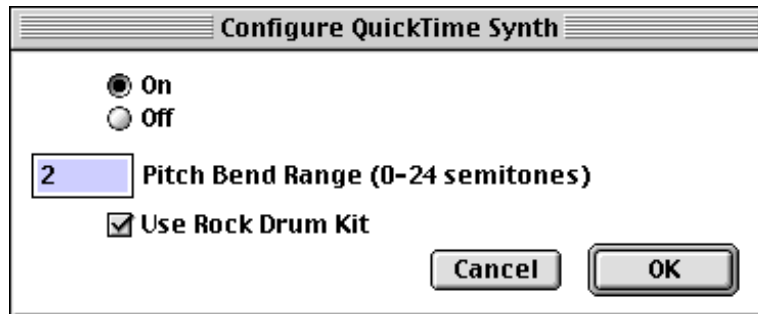 Configure QuickTime Synth
On
Off
2 Pitch Bend Range (0-24 semitones)
Use Rock Drum Kit
Cancel OK